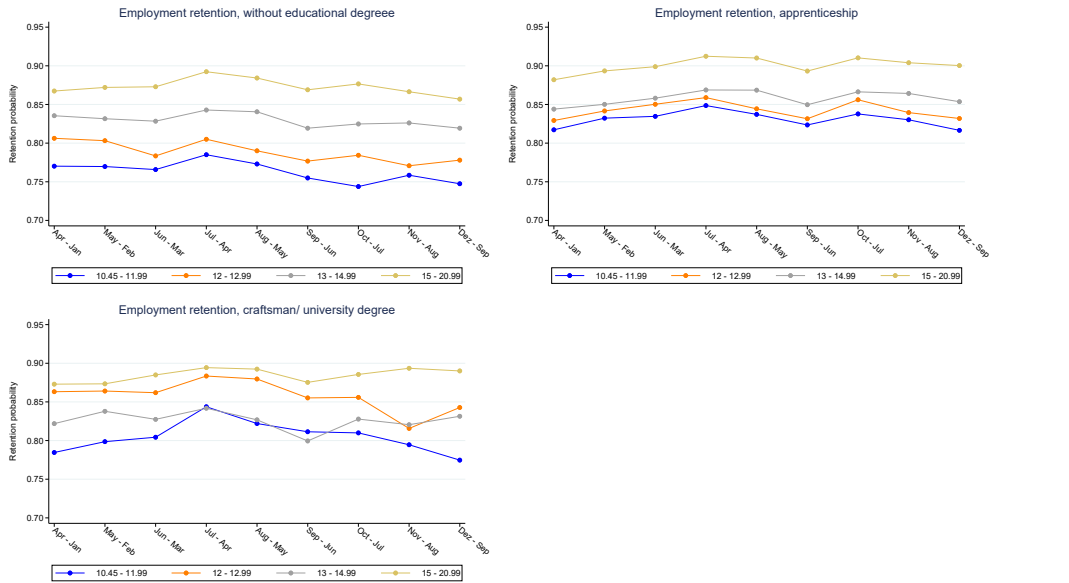 Employment retention, without educational degreee
0.95
0.90
0.85
0.80
0.75
0.70
Retention probability
Apr - Jan
May - Feb
Jun - Mar
Jul - Apr
Aug - May
Sep - Jun
Oct - Jul
Nov - Aug
Dez - Sep
10.45 - 11.99 12 - 12.99 13 - 14.99 15 - 20.99
Employment retention, apprenticeship
0.95
0.90
0.85
0.80
0.75
0.70
Retention probability
Apr - Jan
May - Feb
Jun - Mar
Jul - Apr
Aug - May
Sep - Jun
Oct - Jul
Nov - Aug
Dez - Sep
10.45 - 11.99 12 - 12.99 13 - 14.99 15 - 20.99
Employment retention, craftsman/ university degree
0.95
0.90
0.85
0.80
0.75
0.70
Retention probability
Apr - Jan
May - Feb
Jun - Mar
Jul - Apr
Aug - May
Sep - Jun
Oct - Jul
Nov - Aug
Dez - Sep
10.45 - 11.99 12 - 12.99 13 - 14.99 15 - 20.99